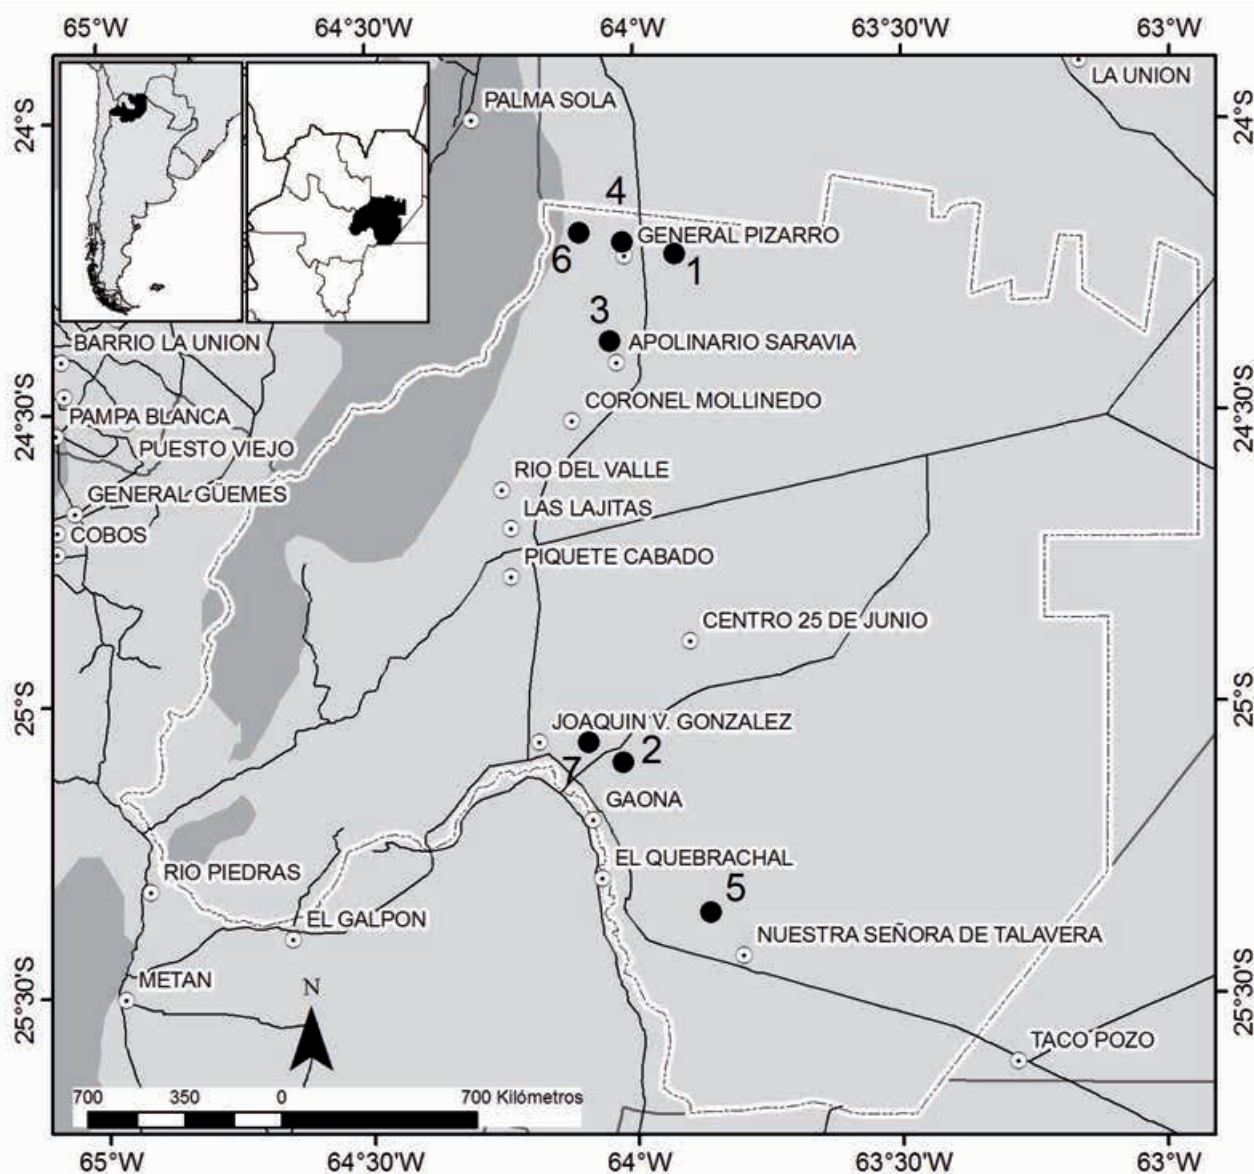 65°W 64°30'W 64°W 63°30'W 63°W
24°S
24°S
LA UNION
PALMA SOLA
4
GENERAL PIZARRO
6
1
3
APOLINARIO SARAVIA
BARRIO LA UNION
CORONEL MOLLINEDO
24°30'S
24°30'S
PAMPA BLANCA
PUESTO VIEJO
RIO DEL VALLE
GENERAL GÜEMES
LAS LAJITAS
COBOS
PIQUETE CABADO
CENTRO 25 DE JUNIO
25°S
25°S
JOAQUIN V. GONZALEZ
7
2
GAONA
EL QUEBRACHAL
RIO PIEDRAS
5
EL GALPON
NUESTRA SEÑORA DE TALAVERA
METAN
N
25°30'S
25°30'S
TACO POZO
700 350 0 700 Kilómetros
65°W 64°30'W 64°W 63°30'W 63°W